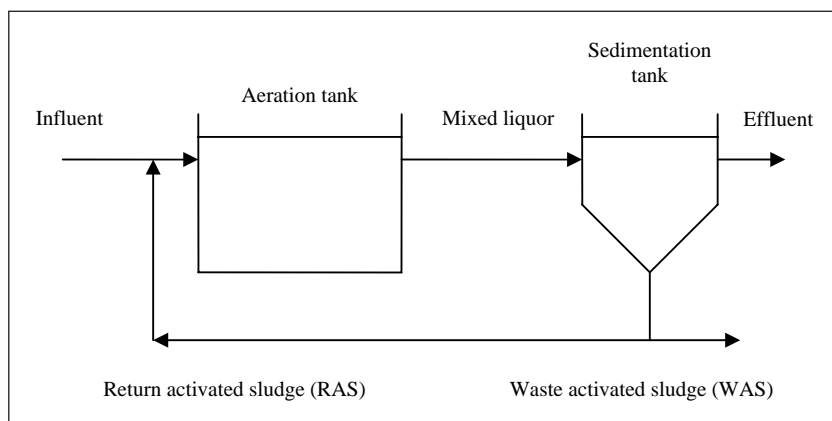 Sedimentation
tank
Aeration tank
Influent
Mixed liquor
Effluent
Return activated sludge (RAS)
Waste activated sludge (WAS)